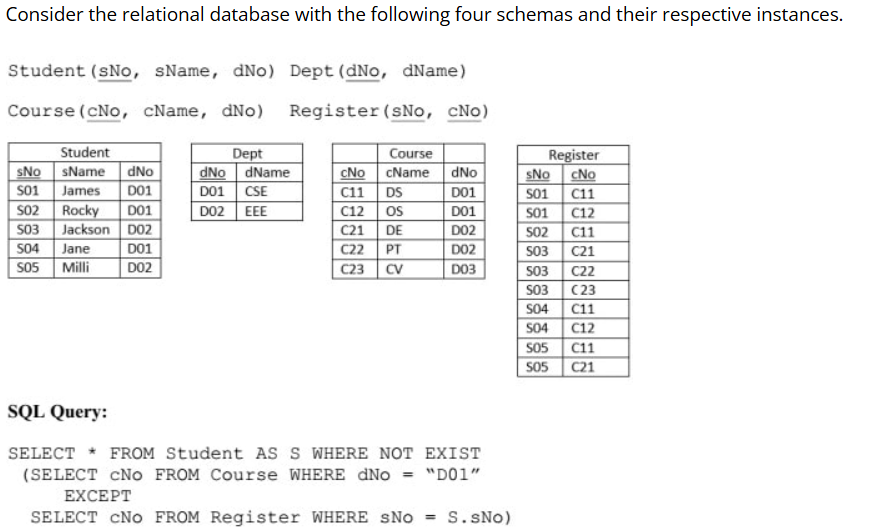 Consider the relational database with the following four schemas and their respective instances.
Student(sNo, sName, dNo) Dept(dNo, dName)
Course(cNo, cName, dNo) Register(sNo, cNo)
Student
sNo sName dNo
S01 James D01
S02 Rocky D01
S03 Jackson D02
S04 Jane D01
S05 Milli D02
Dept
dNo dName
D01 CSE
D02 EEE
Course
cNo cName dNo
C11 DS D01
C12 OS D01
C21 DE D02
C22 PT D02
C23 CV D03
Register
sNo cNo
S01 C11
S01 C12
S02 C11
S03 C21
S03 C22
S03 C23
S04 C11
S04 C12
S05 C11
S05 C21
SQL Query:
SELECT * FROM Student AS S WHERE NOT EXIST
(SELECT cNo FROM Course WHERE dNo = "D01”
EXCEPT
SELECT cNo FROM Register WHERE sNo = S.sNo)